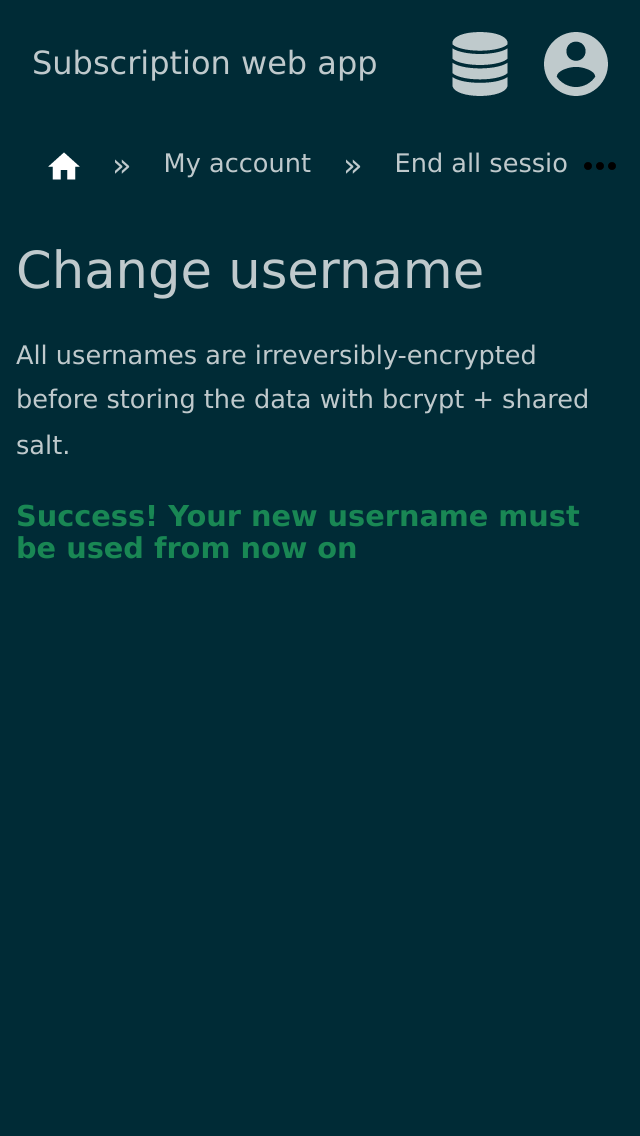 Subscription web app
» My account » End all sessio •••
Change username
All usernames are irreversibly-encrypted
before storing the data with bcrypt + shared
salt.
Success! Your new username must
be used from now on